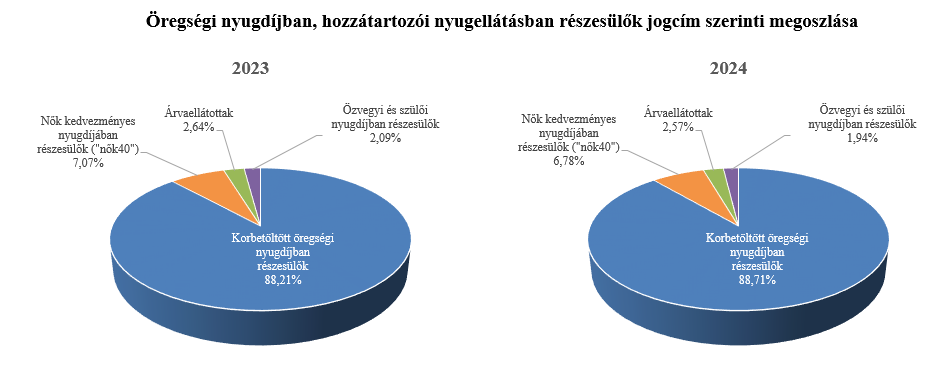 Öregségi nyugdíjban, hozzátartozói nyugellátásban részesülők jogcím szerinti megoszlása
2023
Nők kedvezményes
nyugdíjában
részesülők ("nők40")
7,07%
Árvaellátottak
2,64%
Özvegyi és szülői
nyugdíjban részesülők
2,09%
Korbetöltött öregségi
nyugdíjban
részesülők
88,21%
2024
Nők kedvezményes
nyugdíjában
részesülők ("nők40")
6,78%
Árvaellátottak
2,57%
Özvegyi és szülői
nyugdíjban részesülők
1,94%
Korbetöltött öregségi
nyugdíjban
részesülők
88,71%